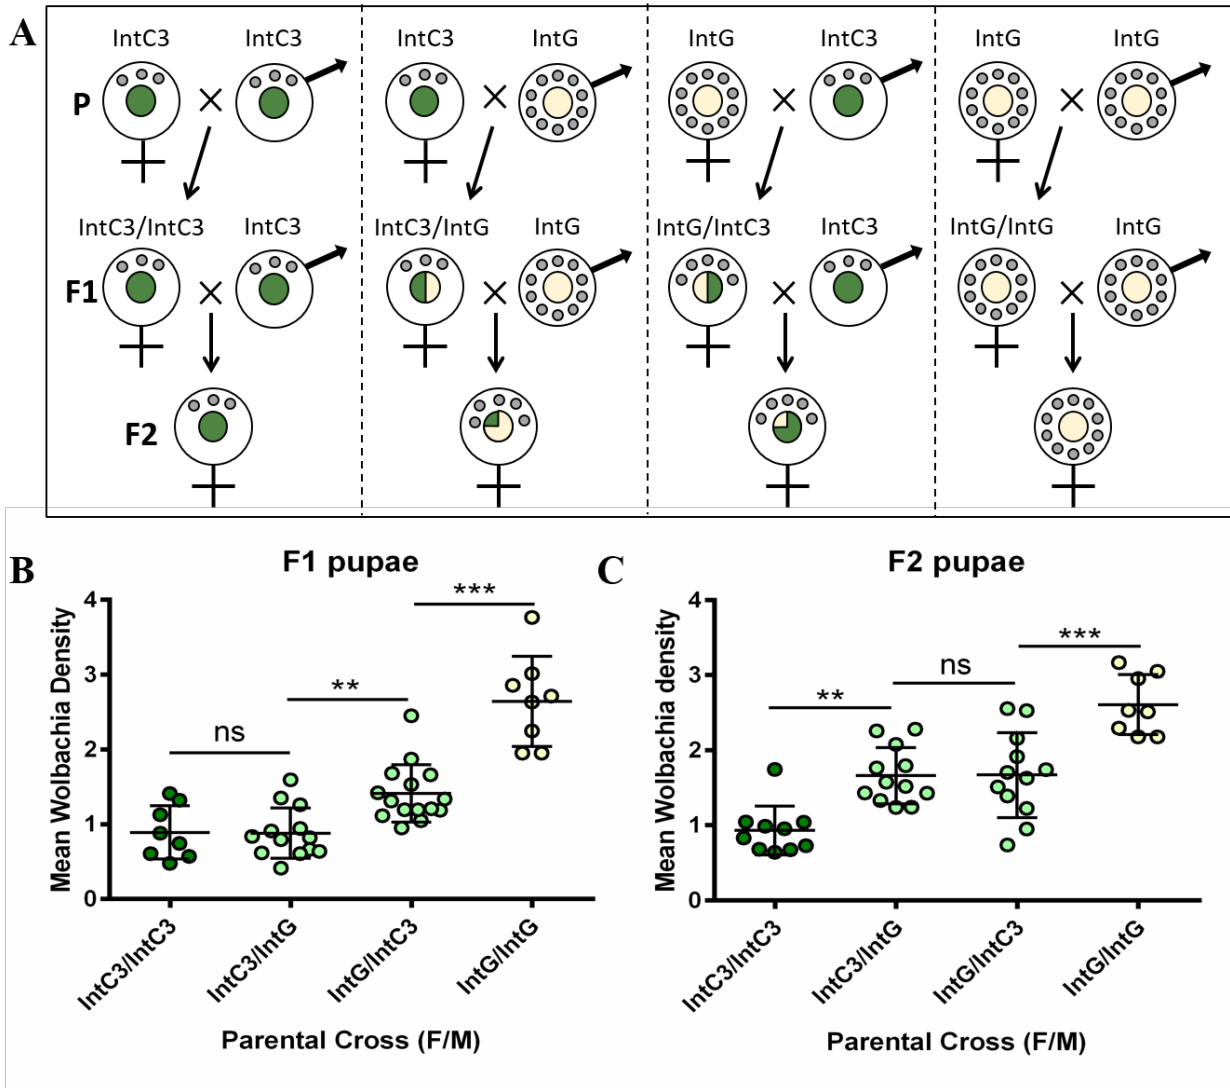 A
IntC3 IntC3 IntC3 IntG IntG IntC3 IntG IntG
P
IntC3/IntC3 IntC3 IntC3/IntG IntG IntG/IntC3 IntC3 IntG/IntG IntG
F1
F2
B
F1 pupae
Mean Wolbachia Density
4
3
2
1
0
ns
**
***
IntC3/IntC3
IntC3/IntG
IntG/IntC3
IntG/IntG
Parental Cross (F/M)
C
F2 pupae
Mean Wolbachia density
4
3
2
1
0
**
ns
***
IntC3/IntC3
IntC3/IntG
IntG/IntC3
IntG/IntG
Parental Cross (F/M)